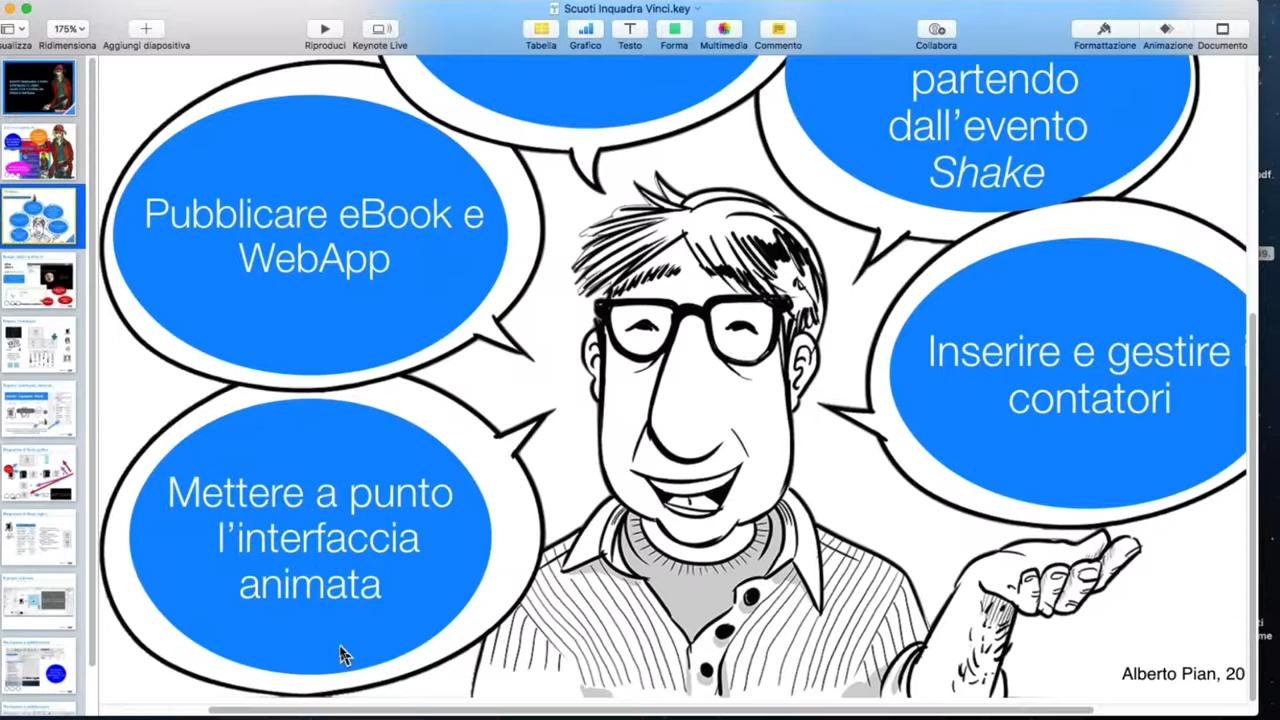 Scuoti Inquadra Vinci.key
175%
Ridimensiona
Aggiungi diapositiva
Riproduci
Keynote Live
Tabella
Grafico
Testo
Forma
Multimedia
Commento
Collabora
Formattazione
Animazione
Documento
partendo
dall'evento
Shake
Pubblicare eBook e
WebApp
Inserire e gestire i
contatori
Mettere a punto
l'interfaccia
animata
Alberto Pian, 20